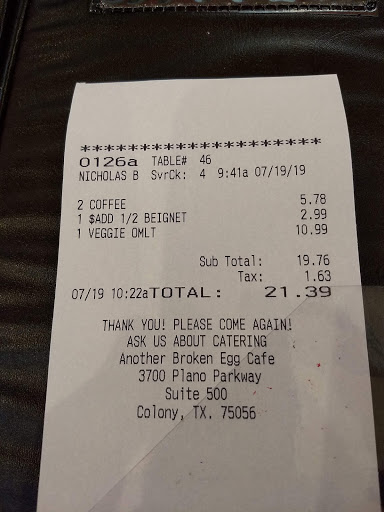 *********************
0126a TABLE# 46
NICHOLAS B SvrCk: 4 9:41a 07/19/19
2 COFFEE 5.78
1 $ADD 1/2 BEIGNET 2.99
1 VEGGIE OMLT 10.99
Sub Total: 19.76
Tax: 1.63
07/19 10:22a TOTAL: 21.39
THANK YOU! PLEASE COME AGAIN!
ASK US ABOUT CATERING
Another Broken Egg Cafe
3700 Plano Parkway
Suite 500
Colony, TX. 75056